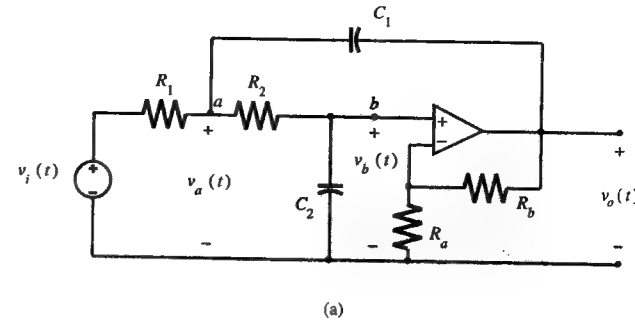 C1
R1 a R2 b
+ + + −
+ −
vi(t) va(t) vb(t) vo(t)
C2 Rb
Ra
− − −
(a)